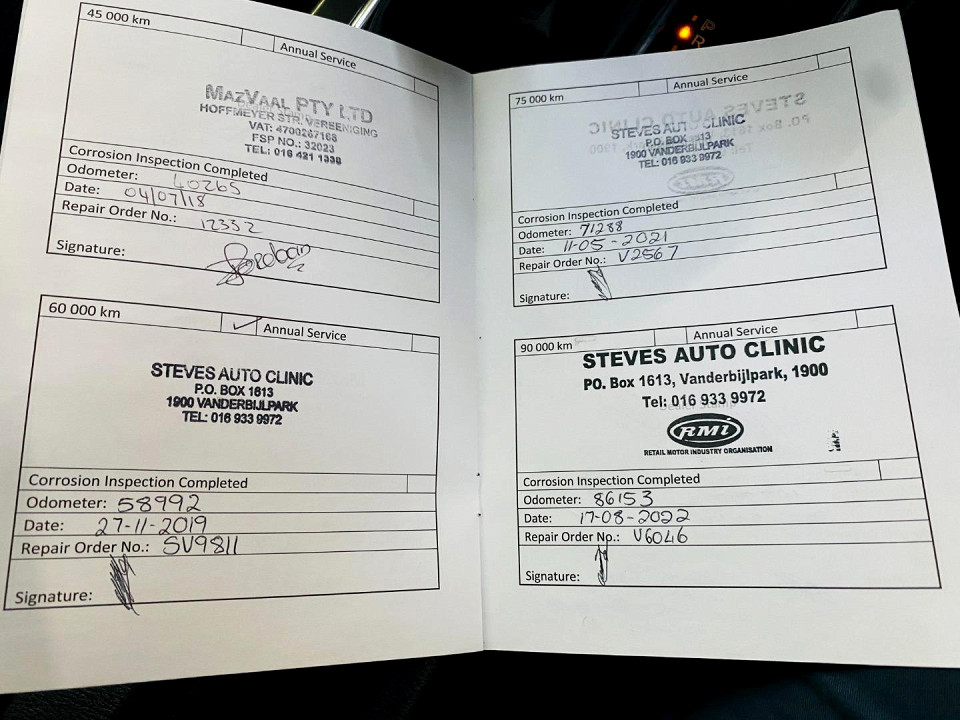 45 000 km
Annual Service
MAZVAAL PTY LTD
HOFFMEYER STR. VEREENIGING
VAT: 4700267168
FSP NO.: 32023
TEL: 016 421 1336
Corrosion Inspection Completed
Odometer: 40265
Date: 04/07/18
Repair Order No.: 12332
Signature:
60 000 km
Annual Service
STEVES AUTO CLINIC
P.O. BOX 1613
1900 VANDERBIJLPARK
TEL: 016 933 9972
Corrosion Inspection Completed
Odometer: 58992
Date: 27-11-2019
Repair Order No.: SV9811
Signature:
75 000 km
Annual Service
STEVES AUTO CLINIC
P.O. BOX 1613
1900 VANDERBIJLPARK
TEL: 016 933 9972
Corrosion Inspection Completed
Odometer: 71288
Date: 11-05-2021
Repair Order No.: V2567
Signature:
90 000 km
Annual Service
STEVES AUTO CLINIC
PO. Box 1613, Vanderbijlpark, 1900
Tel: 016 933 9972
RMI
RETAIL MOTOR INDUSTRY ORGANISATION
Corrosion Inspection Completed
Odometer: 86153
Date: 17-08-2022
Repair Order No.: V6046
Signature: